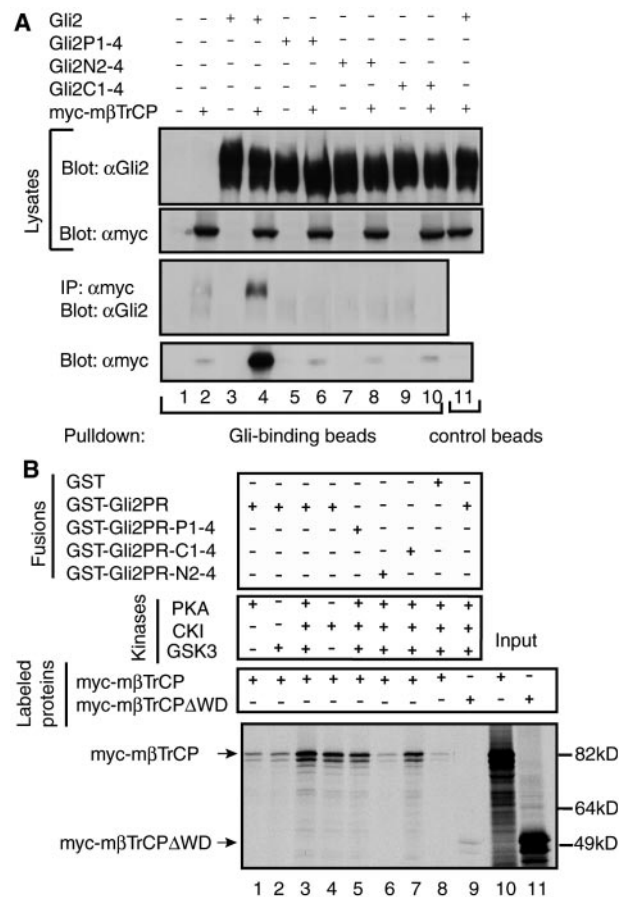 A
Gli2 - - + + - - - - - - +
Gli2P1-4 - - - - + + - - - - -
Gli2N2-4 - - - - - - + + - - -
Gli2C1-4 - - - - - - - - + + -
myc-mβTrCP - + - + - + - + - + +
Lysates
Blot: αGli2
Blot: αmyc
IP: αmyc
Blot: αGli2
Blot: αmyc
1 2 3 4 5 6 7 8 9 10 11
Pulldown: Gli-binding beads control beads
B
Fusions
GST - - - - - - - + -
GST-Gli2PR + + + + - - - - +
GST-Gli2PR-P1-4 - - - - + - - - -
GST-Gli2PR-C1-4 - - - - - - + - -
GST-Gli2PR-N2-4 - - - - - + - - -
Kinases
PKA + - + - + + + + +
CKI - - + + + + + + +
GSK3 - + + + + + + + +
Input
Labeled proteins
myc-mβTrCP + + + + + + + + - + -
myc-mβTrCPΔWD - - - - - - - - + - +
myc-mβTrCP 82kD
64kD
myc-mβTrCPΔWD 49kD
1 2 3 4 5 6 7 8 9 10 11